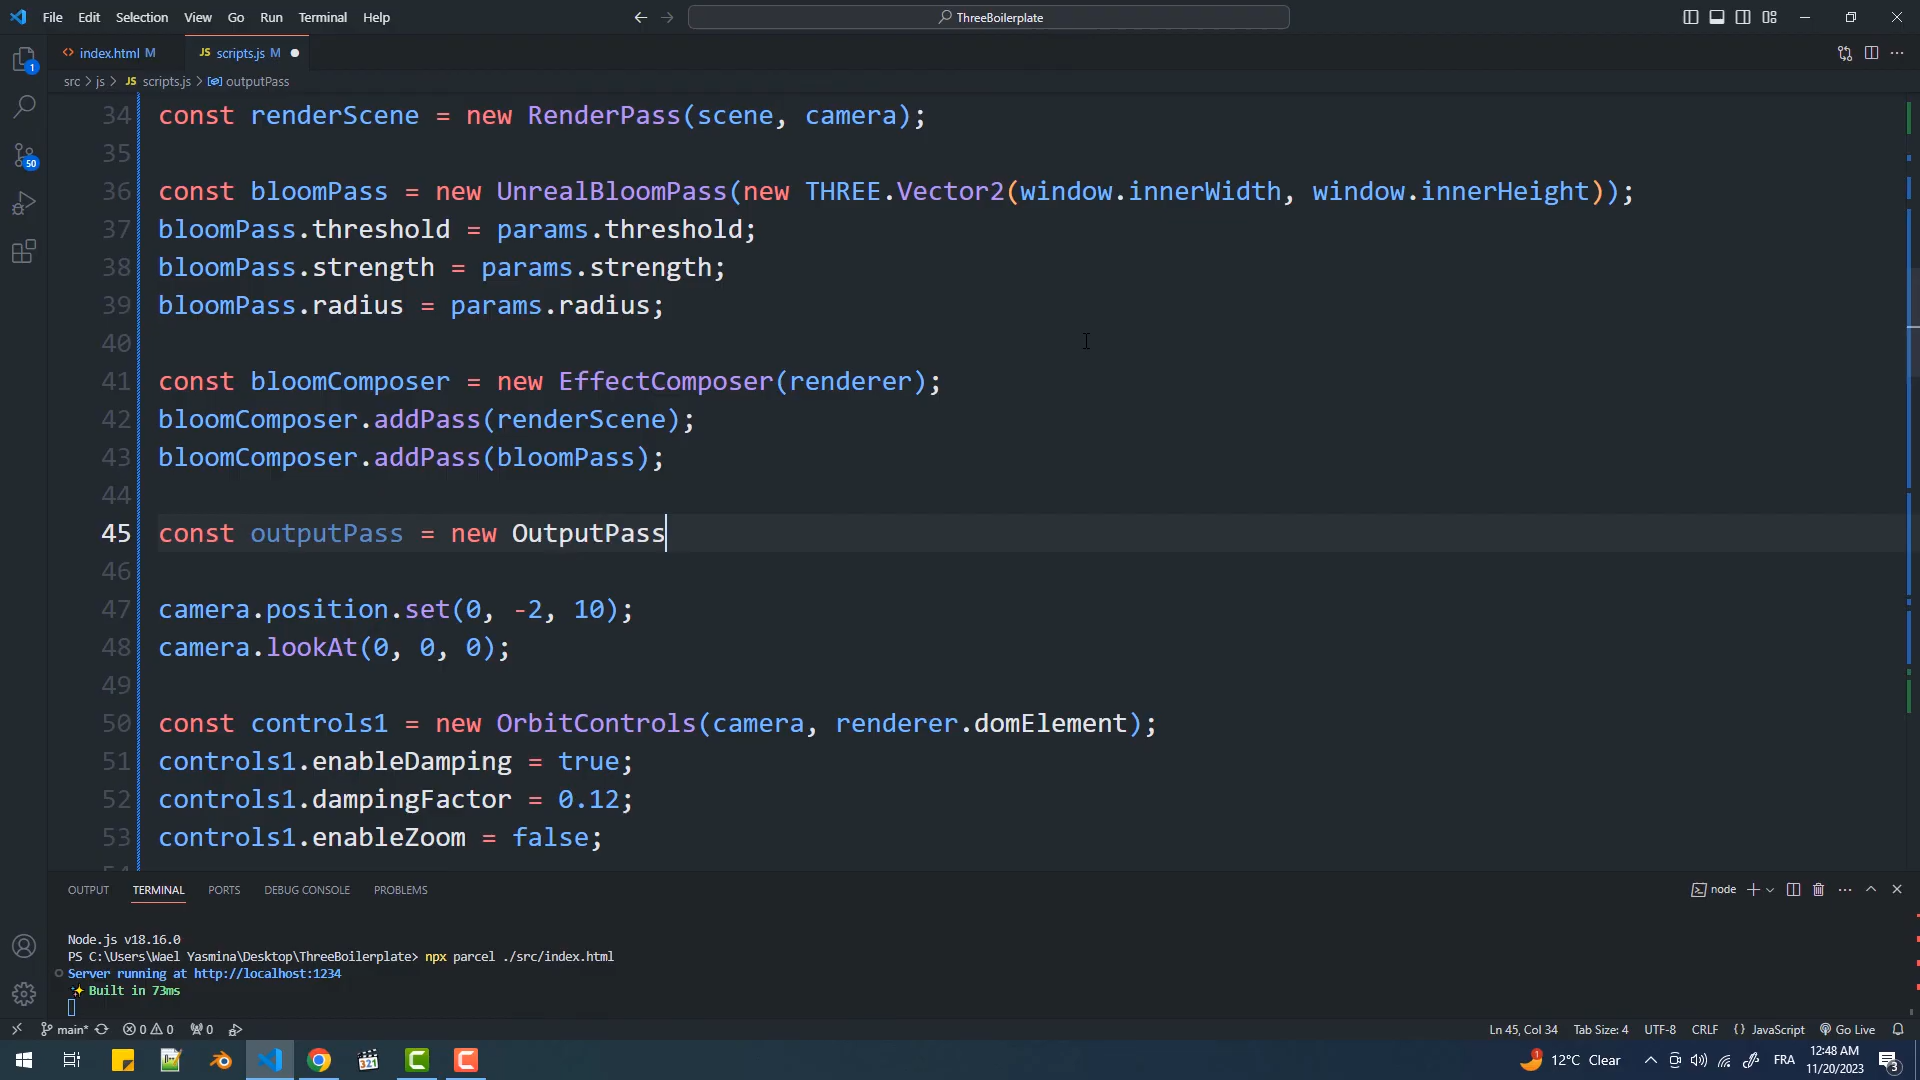 File Edit Selection View Go Run Terminal Help
ThreeBoilerplate
index.html M
JS scripts.js M
src > js > JS scripts.js > outputPass
34 const renderScene = new RenderPass(scene, camera);
35
36 const bloomPass = new UnrealBloomPass(new THREE.Vector2(window.innerWidth, window.innerHeight));
37 bloomPass.threshold = params.threshold;
38 bloomPass.strength = params.strength;
39 bloomPass.radius = params.radius;
40
41 const bloomComposer = new EffectComposer(renderer);
42 bloomComposer.addPass(renderScene);
43 bloomComposer.addPass(bloomPass);
44
45 const outputPass = new OutputPass
46
47 camera.position.set(0, -2, 10);
48 camera.lookAt(0, 0, 0);
49
50 const controls1 = new OrbitControls(camera, renderer.domElement);
51 controls1.enableDamping = true;
52 controls1.dampingFactor = 0.12;
53 controls1.enableZoom = false;
1
50
OUTPUT TERMINAL PORTS DEBUG CONSOLE PROBLEMS
node
Node.js v18.16.0
PS C:\Users\Wael Yasmina\Desktop\ThreeBoilerplate> npx parcel ./src/index.html
Server running at http://localhost:1234
✨ Built in 73ms
main* 0 0 0
Ln 45, Col 34 Tab Size: 4 UTF-8 CRLF {} JavaScript Go Live
321
1 12°C Clear
FRA
12:48 AM
11/20/2023
3